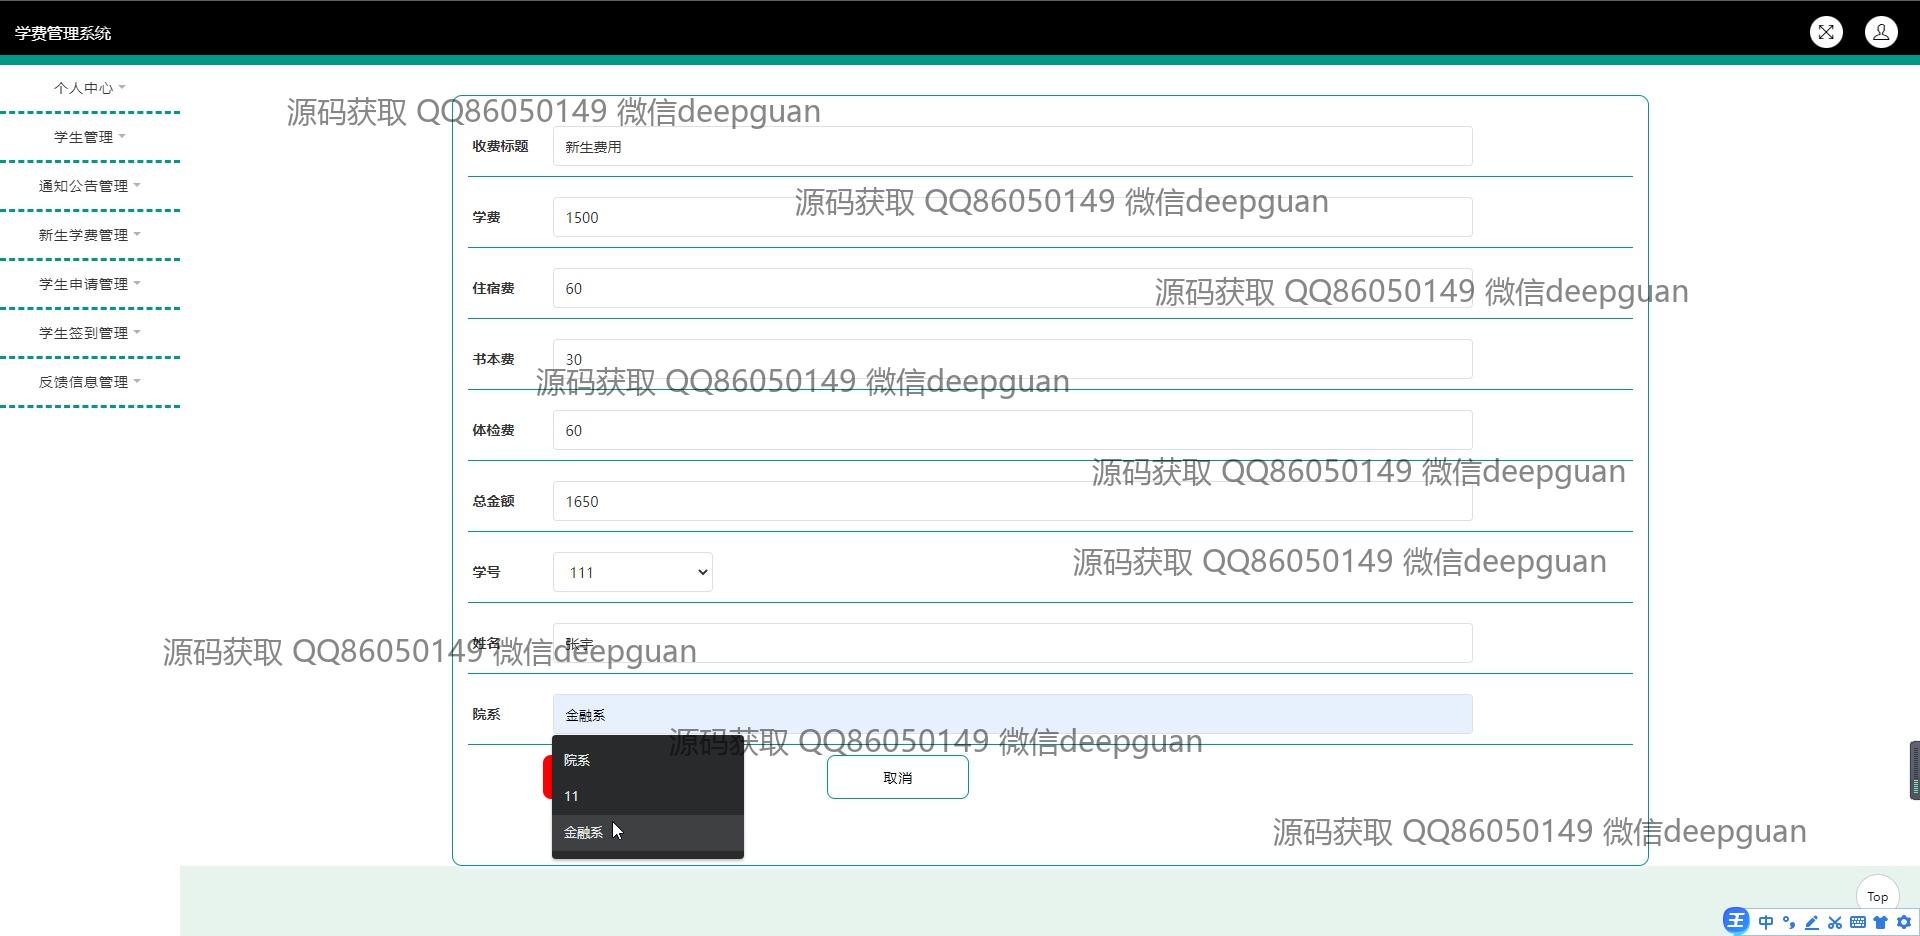 学费管理系统
个人中心
学生管理
通知公告管理
新生学费管理
学生申请管理
学生签到管理
反馈信息管理
源码获取 QQ86050149 微信deepguan
收费标题 新生费用
源码获取 QQ86050149 微信deepguan
学费 1500
住宿费 60
源码获取 QQ86050149 微信deepguan
书本费 30
源码获取 QQ86050149 微信deepguan
体检费 60
源码获取 QQ86050149 微信deepguan
总金额 1650
源码获取 QQ86050149 微信deepguan
学号 111
姓名 张宇
源码获取 QQ86050149 微信deepguan
院系 金融系
源码获取 QQ86050149 微信deepguan
院系
11
金融系
取消
源码获取 QQ86050149 微信deepguan
Top
王 中